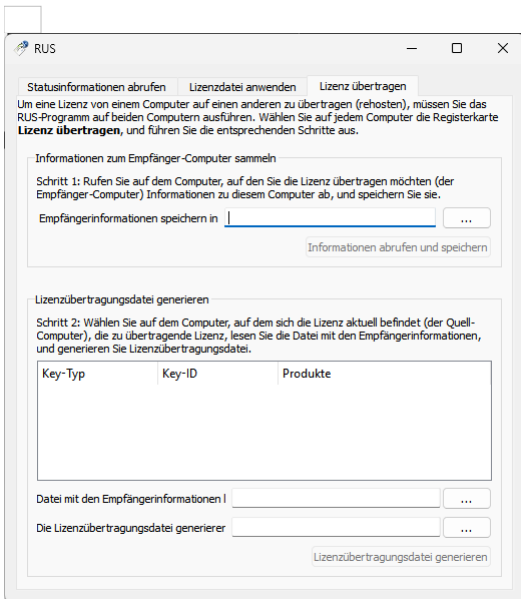 RUS
Statusinformationen abrufen Lizenzdatei anwenden Lizenz übertragen
Um eine Lizenz von einem Computer auf einen anderen zu übertragen (rehosten), müssen Sie das
RUS-Programm auf beiden Computern ausführen. Wählen Sie auf jedem Computer die Registerkarte
Lizenz übertragen, und führen Sie die entsprechenden Schritte aus.
Informationen zum Empfänger-Computer sammeln
Schritt 1: Rufen Sie auf dem Computer, auf den Sie die Lizenz übertragen möchten (der
Empfänger-Computer) Informationen zu diesem Computer ab, und speichern Sie sie.
Empfängerinformationen speichern in ...
Informationen abrufen und speichern
Lizenzübertragungsdatei generieren
Schritt 2: Wählen Sie auf dem Computer, auf dem sich die Lizenz aktuell befindet (der Quell-
Computer), die zu übertragende Lizenz, lesen Sie die Datei mit den Empfängerinformationen,
und generieren Sie Lizenzübertragungsdatei.
Key-Typ Key-ID Produkte
Datei mit den Empfängerinformationen l ...
Die Lizenzübertragungsdatei generierer ...
Lizenzübertragungsdatei generieren